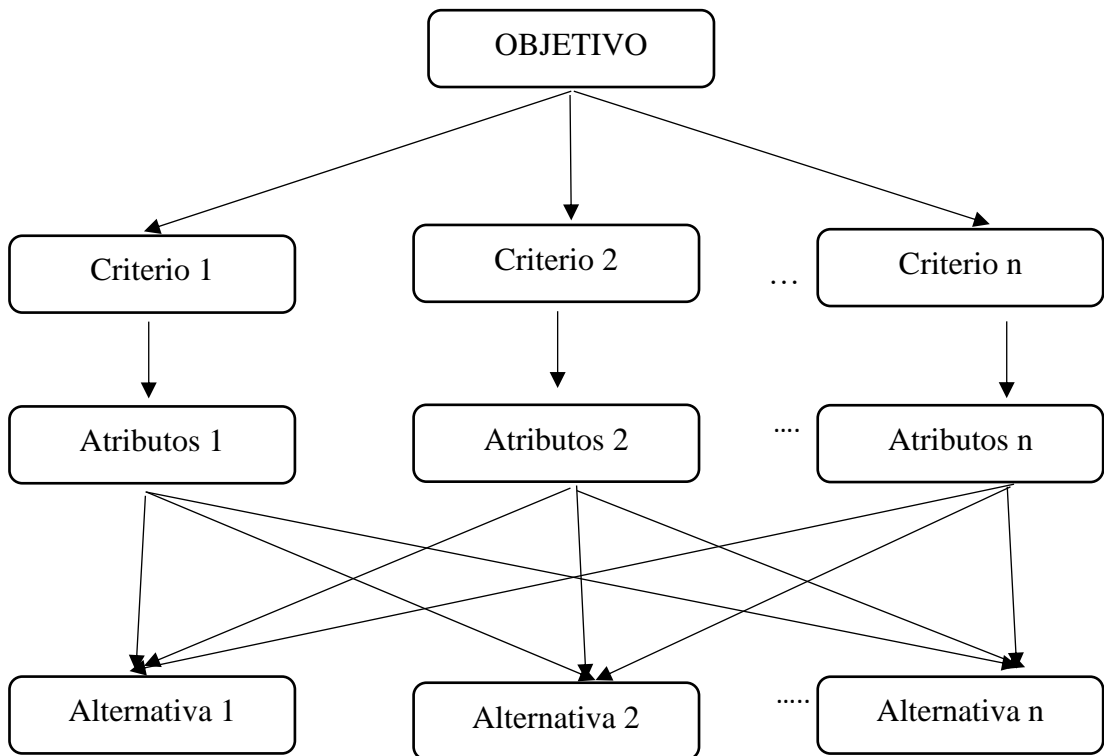 OBJETIVO
Criterio 1
Criterio 2
…
Criterio n
Atributos 1
Atributos 2
....
Atributos n
Alternativa 1
Alternativa 2
.....
Alternativa n